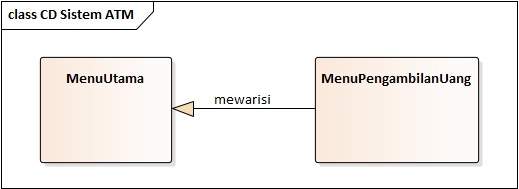 class CD Sistem ATM
MenuUtama
MenuPengambilanUang
mewarisi